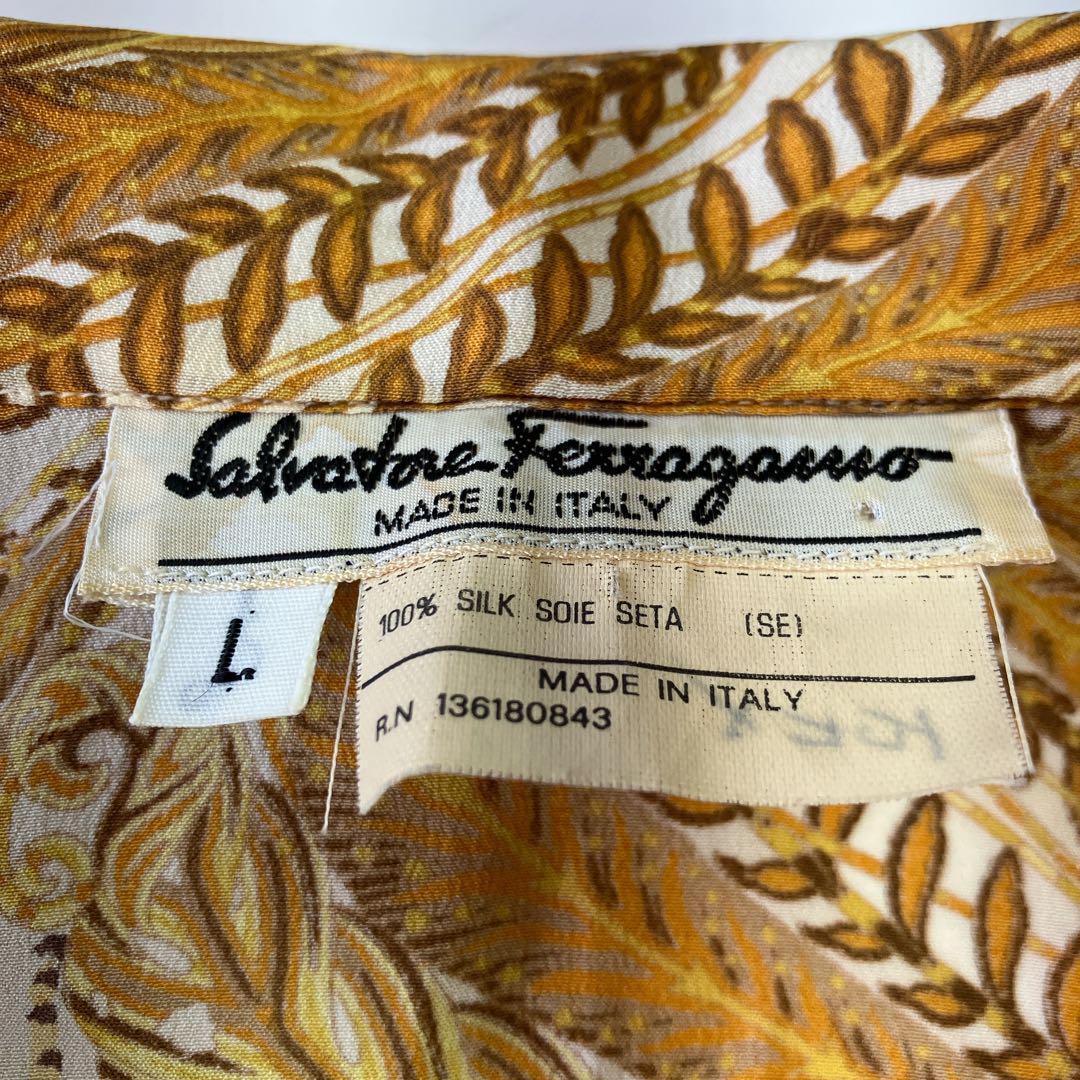 Salvatore Ferragamo
MADE IN ITALY
L
100% SILK SOIE SETA (SE)
MADE IN ITALY
R.N 136180843